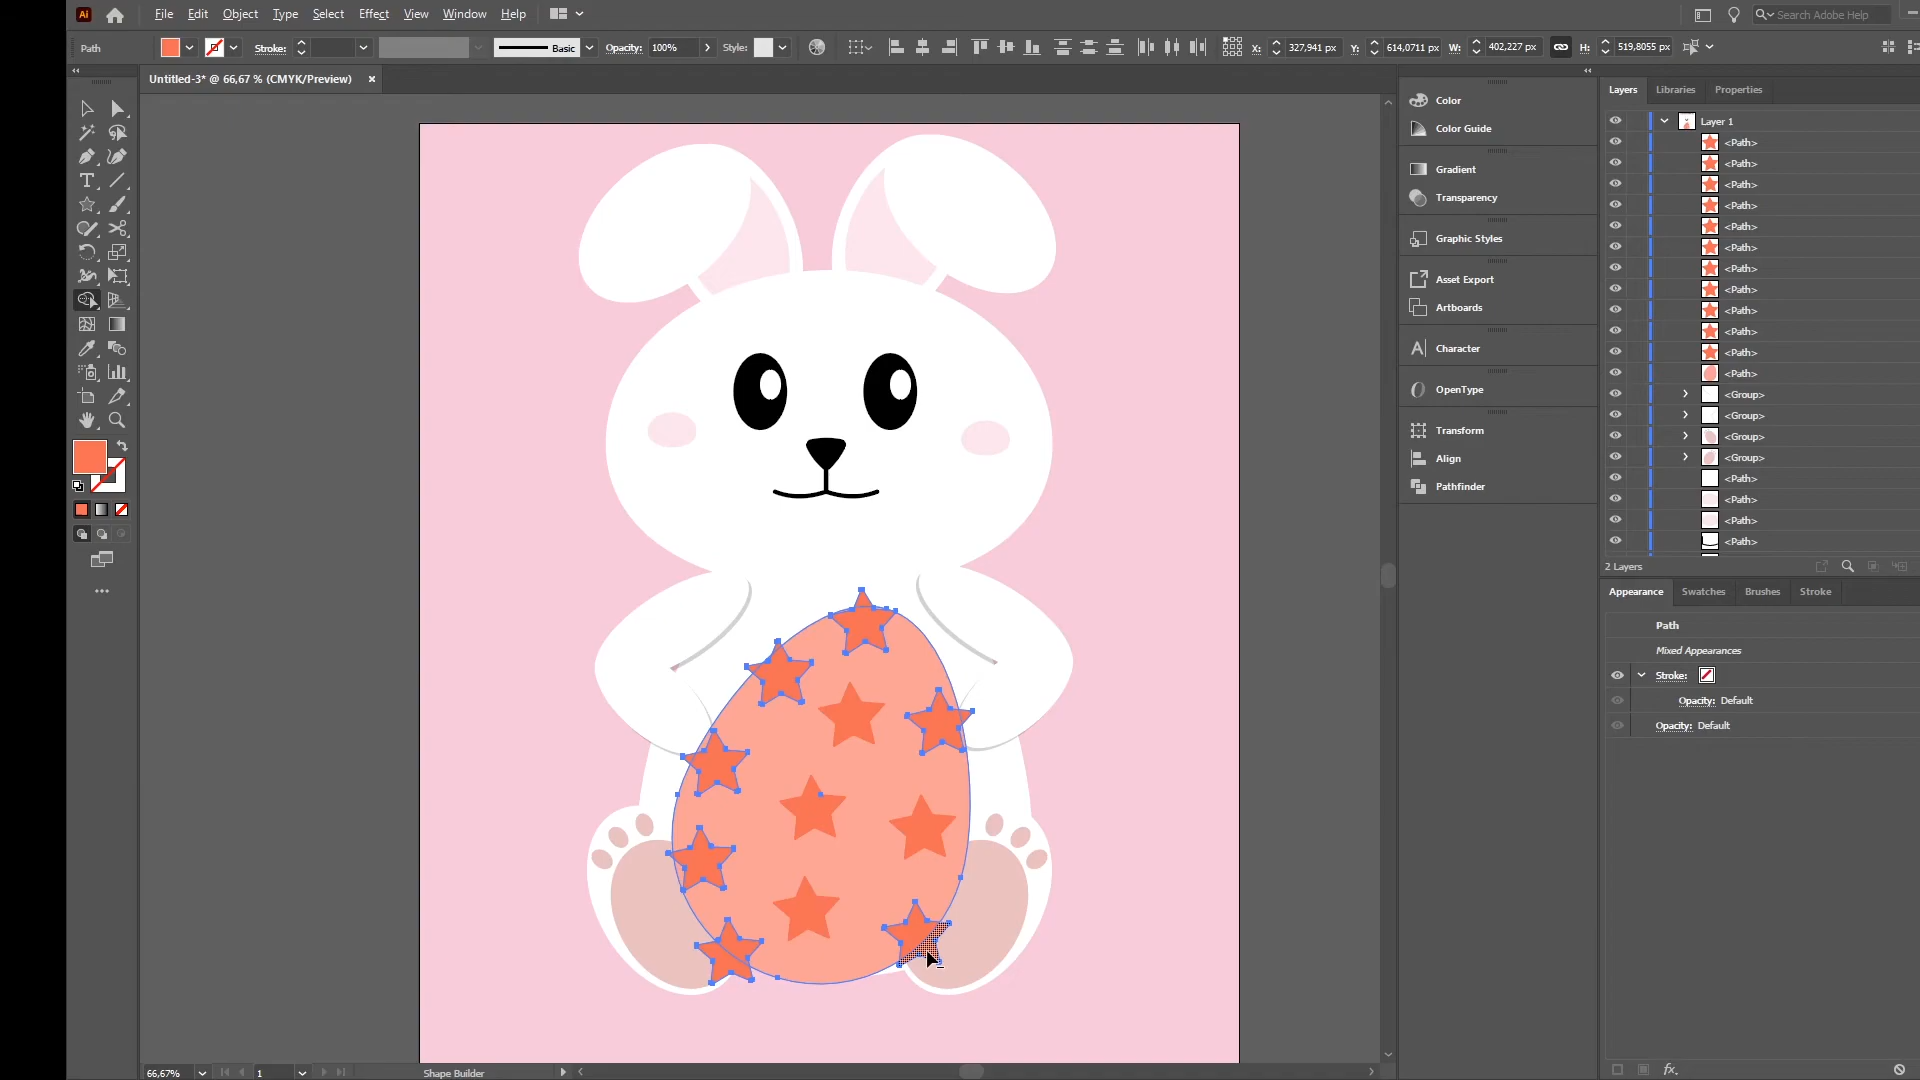 Ai File Edit Object Type Select Effect View Window Help Search Adobe Help
Path Stroke: Basic Opacity: 100% Style: X: 327,941 px Y: 614,0711 px W: 402,227 px H: 519,8055 px
Untitled-3* @ 66,67 % (CMYK/Preview)
Color
Color Guide
Gradient
Transparency
Graphic Styles
Asset Export
Artboards
Character
OpenType
Transform
Align
Pathfinder
Layers Libraries Properties
Layer 1
<Path>
<Path>
<Path>
<Path>
<Path>
<Path>
<Path>
<Path>
<Path>
<Path>
<Path>
<Path>
<Group>
<Group>
<Group>
<Group>
<Path>
<Path>
<Path>
<Path>
2 Layers
Appearance Swatches Brushes Stroke
Path
Mixed Appearances
Stroke:
Opacity: Default
Opacity: Default
fx
66,67% 1 Shape Builder